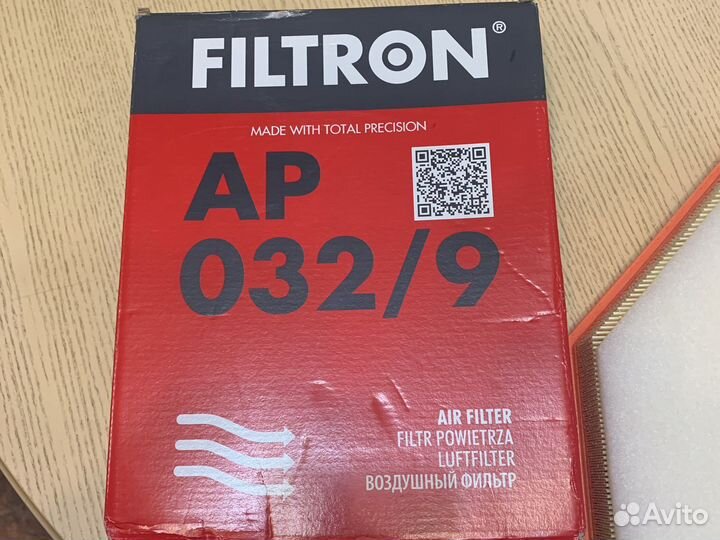 FILTRON®
MADE WITH TOTAL PRECISION
AP
032/9
AIR FILTER
FILTR POWIETRZA
LUFTFILTER
ВОЗДУШНЫЙ ФИЛЬТР
Avito